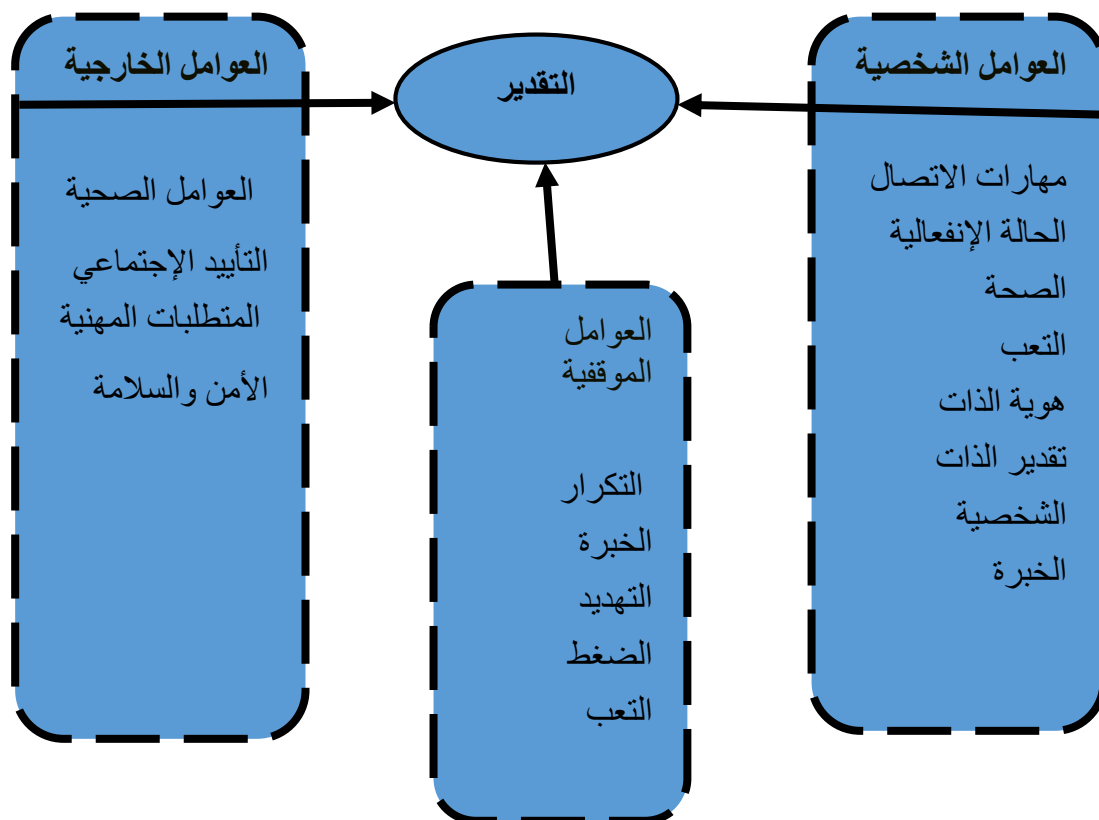 العوامل الشخصية
مهارات الاتصال
الحالة الإنفعالية
الصحة
التعب
هوية الذات
تقدير الذات
الشخصية
الخبرة
التقدير
العوامل
الموقفية
التكرار
الخبرة
التهديد
الضغط
التعب
العوامل الخارجية
العوامل الصحية
التأييد الإجتماعي
المتطلبات المهنية
الأمن والسلامة